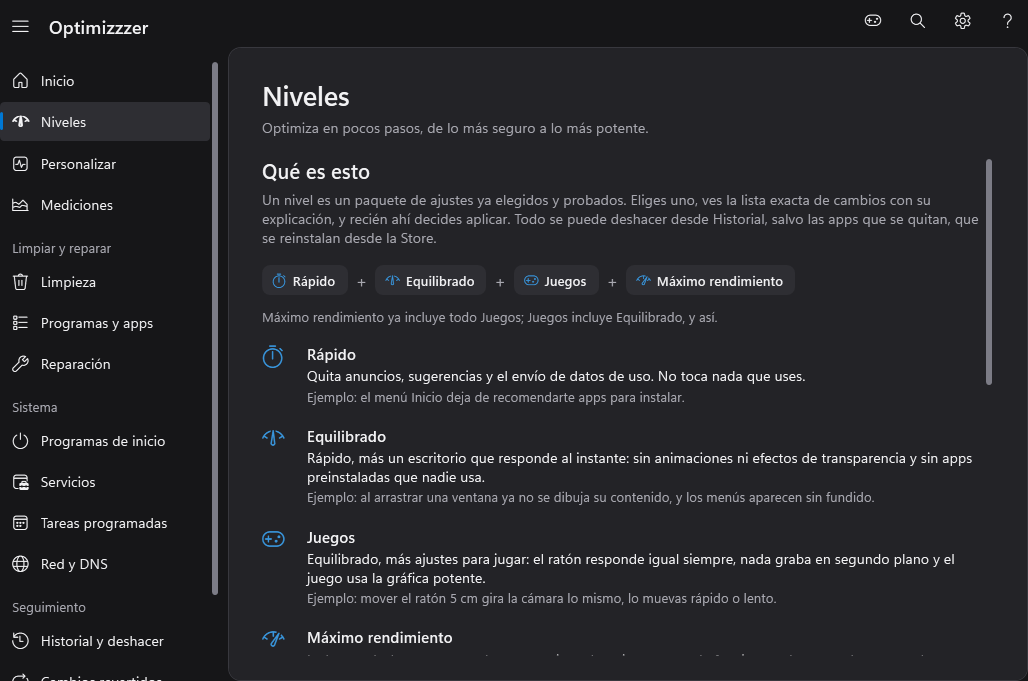 Optimizzzer
Inicio
Niveles
Personalizar
Mediciones
Limpiar y reparar
Limpieza
Programas y apps
Reparación
Sistema
Programas de inicio
Servicios
Tareas programadas
Red y DNS
Seguimiento
Historial y deshacer
Niveles
Optimiza en pocos pasos, de lo más seguro a lo más potente.
Qué es esto
Un nivel es un paquete de ajustes ya elegidos y probados. Eliges uno, ves la lista exacta de cambios con su
explicación, y recién ahí decides aplicar. Todo se puede deshacer desde Historial, salvo las apps que se quitan, que
se reinstalan desde la Store.
Rápido + Equilibrado + Juegos + Máximo rendimiento
Máximo rendimiento ya incluye todo Juegos; Juegos incluye Equilibrado, y así.
Rápido
Quita anuncios, sugerencias y el envío de datos de uso. No toca nada que uses.
Ejemplo: el menú Inicio deja de recomendarte apps para instalar.
Equilibrado
Rápido, más un escritorio que responde al instante: sin animaciones ni efectos de transparencia y sin apps
preinstaladas que nadie usa.
Ejemplo: al arrastrar una ventana ya no se dibuja su contenido, y los menús aparecen sin fundido.
Juegos
Equilibrado, más ajustes para jugar: el ratón responde igual siempre, nada graba en segundo plano y el
juego usa la gráfica potente.
Ejemplo: mover el ratón 5 cm gira la cámara lo mismo, lo muevas rápido o lento.
Máximo rendimiento